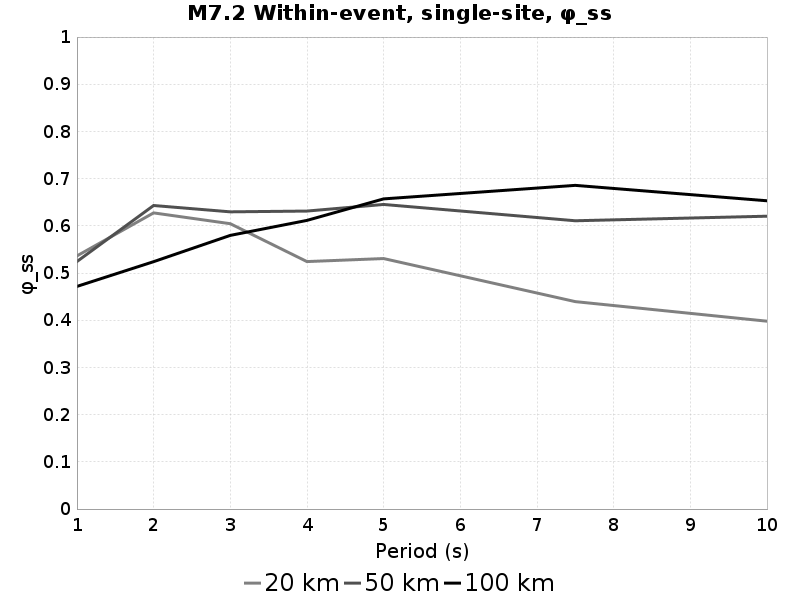 M7.2 Within-event, single-site, φ_ss
1
0.9
0.8
0.7
0.6
0.5
0.4
0.3
0.2
0.1
0
φ_ss
1 2 3 4 5 6 7 8 9 10
Period (s)
20 km 50 km 100 km